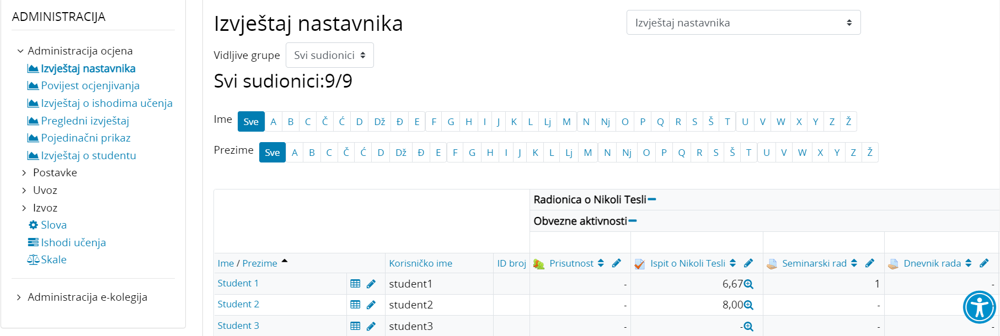 ADMINISTRACIJA
Administracija ocjena
Izvještaj nastavnika
Povijest ocjenjivanja
Izvještaj o ishodima učenja
Pregledni izvještaj
Pojedinačni prikaz
Izvještaj o studentu
Postavke
Uvoz
Izvoz
Slova
Ishodi učenja
Skale
Administracija e-kolegija
Izvještaj nastavnika
Izvještaj nastavnika
Vidljive grupe Svi sudionici
Svi sudionici:9/9
Ime Sve A B C Č Ć D Dž Đ E F G H I J K L Lj M N Nj O P Q R S Š T U V W X Y Z Ž
Prezime Sve A B C Č Ć D Dž Đ E F G H I J K L Lj M N Nj O P Q R S Š T U V W X Y Z Ž
Radionica o Nikoli Tesli
Obvezne aktivnosti
Ime / Prezime Korisničko ime ID broj Prisutnost Ispit o Nikoli Tesli Seminarski rad Dnevnik rada
Student 1 student1 - 6,67 1 -
Student 2 student2 - 8,00 - -
Student 3 student3 - - - -